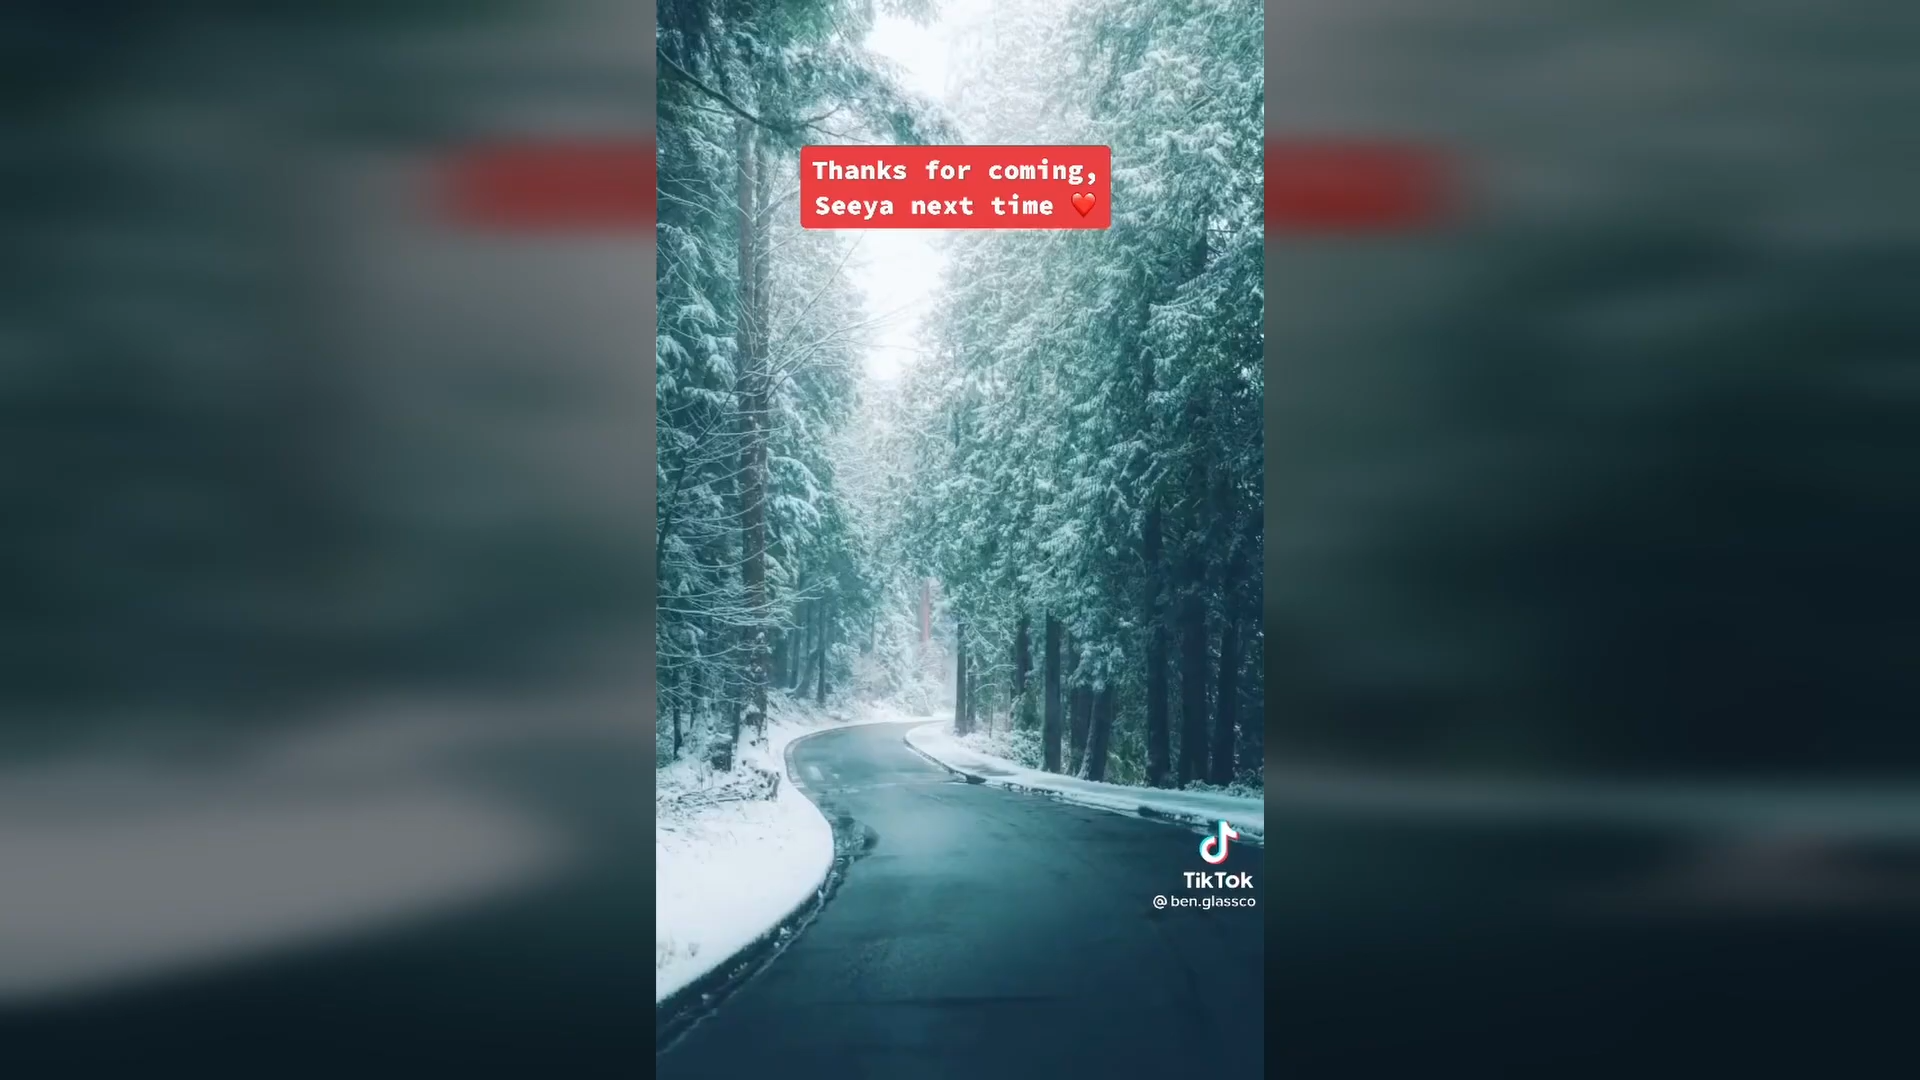 Thanks for coming,
Seeya next time ❤️
TikTok
@ben.glassco